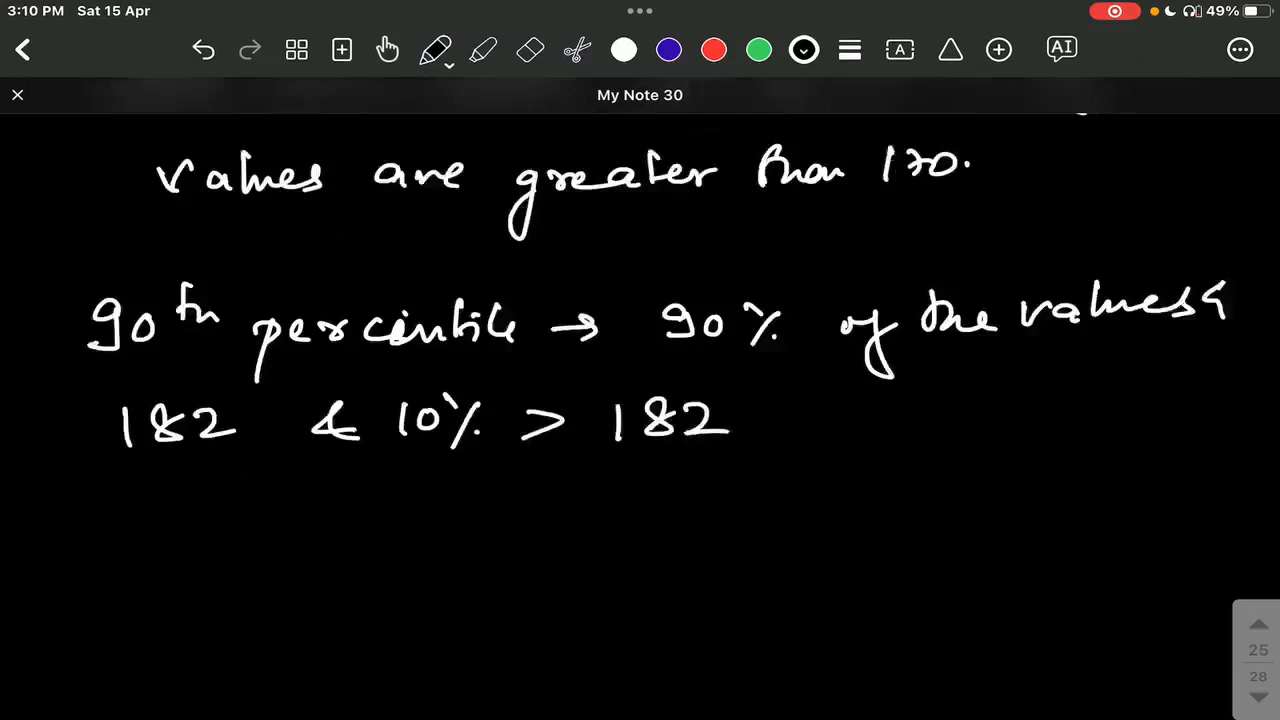 3:10 PM Sat 15 Apr
49%
A
AI
My Note 30
values are greater than 170.
90th percentile → 90% of the values <
182 & 10% > 182
25
28